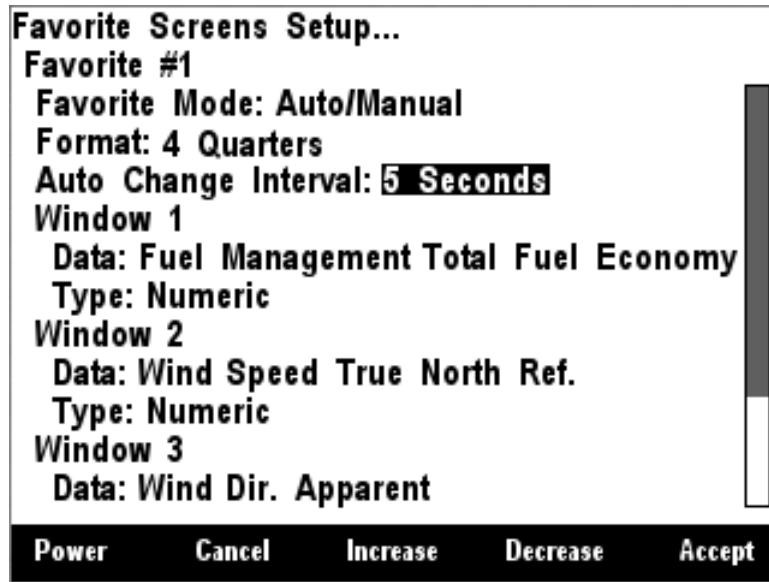 Favorite Screens Setup...
Favorite #1
Favorite Mode: Auto/Manual
Format: 4 Quarters
Auto Change Interval: 5 Seconds
Window 1
Data: Fuel Management Total Fuel Economy
Type: Numeric
Window 2
Data: Wind Speed True North Ref.
Type: Numeric
Window 3
Data: Wind Dir. Apparent
Power Cancel Increase Decrease Accept